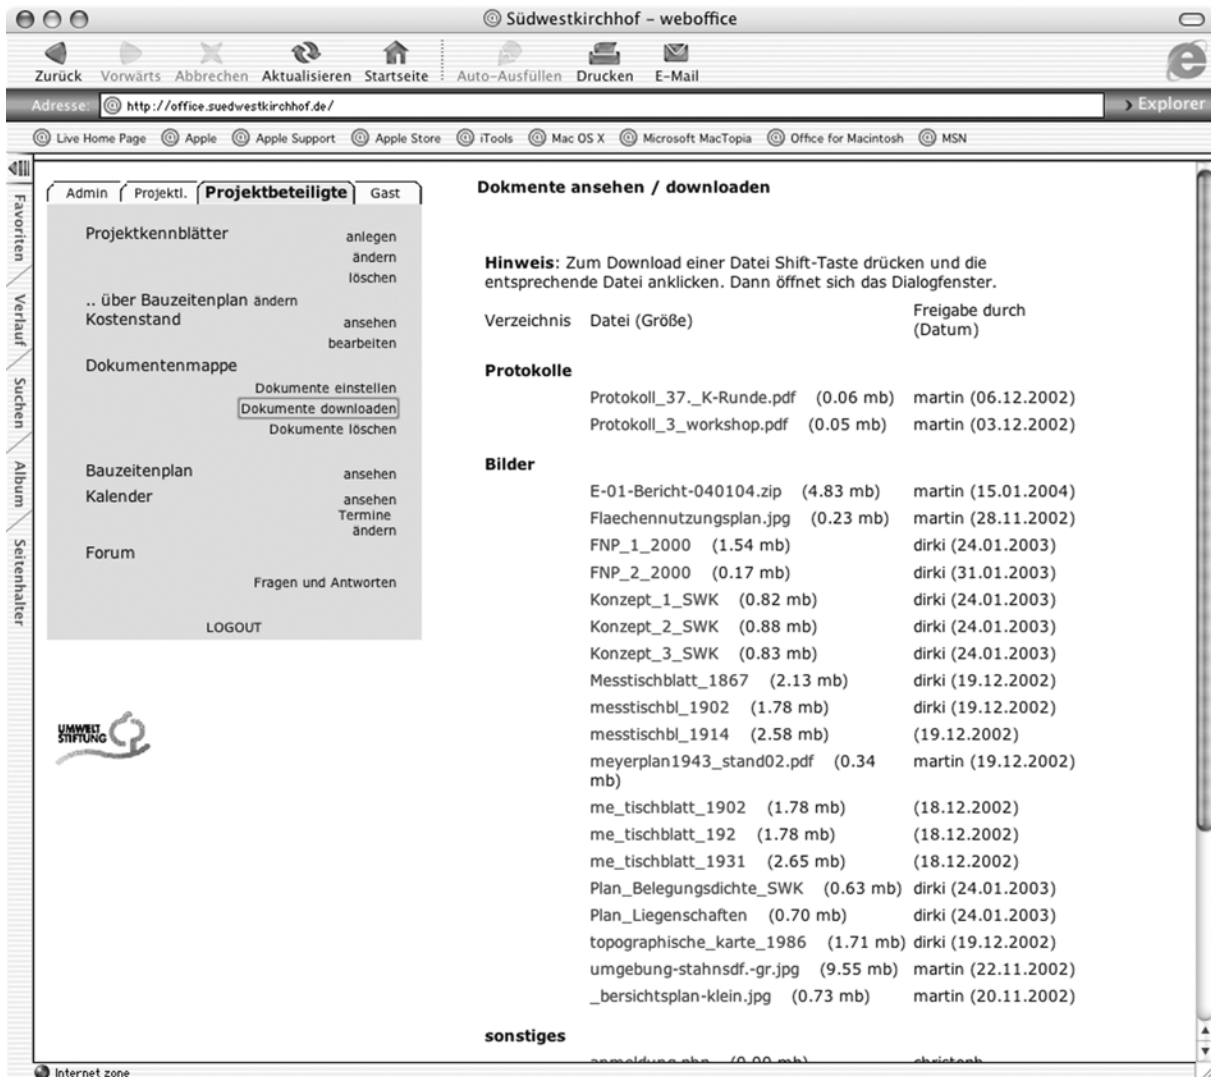 Südwestkirchhof – weboffice
Zurück Vorwärts Abbrechen Aktualisieren Startseite Auto-Ausfüllen Drucken E-Mail
Adresse: http://office.suedwestkirchhof.de/ Explorer
Live Home Page Apple Apple Support Apple Store iTools Mac OS X Microsoft MacTopia Office for Macintosh MSN
Favoriten
Verlauf
Suchen
Album
Seitenhalter
Admin Projektl. Projektbeteiligte Gast
Projektkennblätter anlegen
ändern
löschen
.. über Bauzeitenplan ändern
Kostenstand ansehen
bearbeiten
Dokumentenmappe
Dokumente einstellen
Dokumente downloaden
Dokumente löschen
Bauzeitenplan ansehen
Kalender ansehen
Termine
ändern
Forum
Fragen und Antworten
LOGOUT
UMWELT
STIFTUNG
Dokmente ansehen / downloaden
Hinweis: Zum Download einer Datei Shift-Taste drücken und die
entsprechende Datei anklicken. Dann öffnet sich das Dialogfenster.
Verzeichnis Datei (Größe) Freigabe durch
(Datum)
Protokolle
Protokoll_37._K-Runde.pdf (0.06 mb) martin (06.12.2002)
Protokoll_3_workshop.pdf (0.05 mb) martin (03.12.2002)
Bilder
E-01-Bericht-040104.zip (4.83 mb) martin (15.01.2004)
Flaechennutzungsplan.jpg (0.23 mb) martin (28.11.2002)
FNP_1_2000 (1.54 mb) dirki (24.01.2003)
FNP_2_2000 (0.17 mb) dirki (31.01.2003)
Konzept_1_SWK (0.82 mb) dirki (24.01.2003)
Konzept_2_SWK (0.88 mb) dirki (24.01.2003)
Konzept_3_SWK (0.83 mb) dirki (24.01.2003)
Messtischblatt_1867 (2.13 mb) dirki (19.12.2002)
messtischbl_1902 (1.78 mb) dirki (19.12.2002)
messtischbl_1914 (2.58 mb) (19.12.2002)
meyerplan1943_stand02.pdf (0.34 martin (19.12.2002)
mb)
me_tischblatt_1902 (1.78 mb) (18.12.2002)
me_tischblatt_192 (1.78 mb) (18.12.2002)
me_tischblatt_1931 (2.65 mb) (18.12.2002)
Plan_Belegungsdichte_SWK (0.63 mb) dirki (24.01.2003)
Plan_Liegenschaften (0.70 mb) dirki (24.01.2003)
topographische_karte_1986 (1.71 mb) dirki (19.12.2002)
umgebung-stahnsdf.-gr.jpg (9.55 mb) martin (22.11.2002)
_bersichtsplan-klein.jpg (0.73 mb) martin (20.11.2002)
sonstiges
anmeldung.php (0.00 mb) christoph
Internet zone